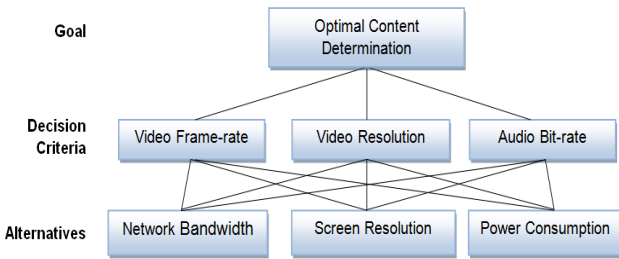 Goal
Optimal Content
Determination
Decision
Criteria
Video Frame-rate
Video Resolution
Audio Bit-rate
Alternatives
Network Bandwidth
Screen Resolution
Power Consumption